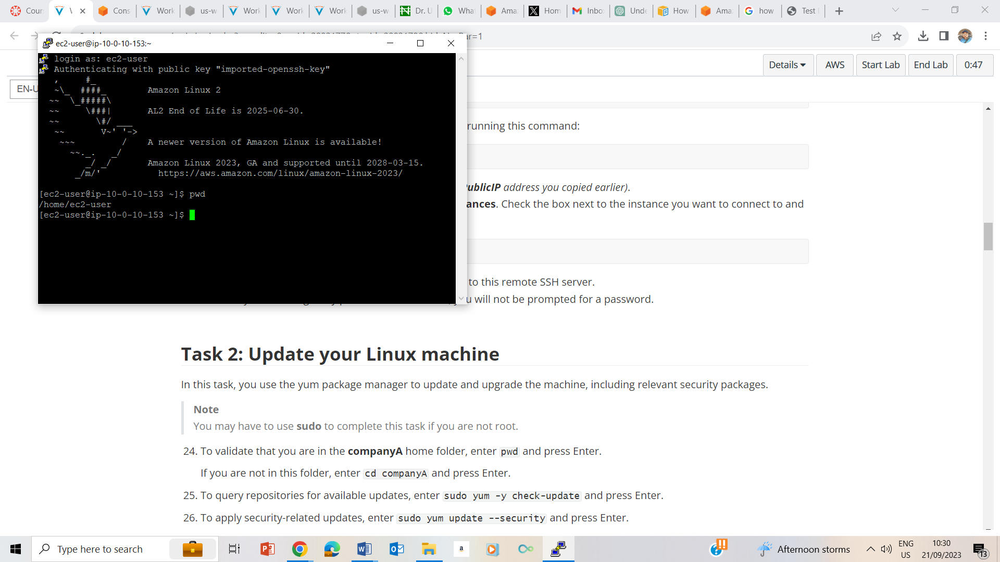 Cour
V
Cons
Work
us-w
Work
Work
Work
us-w
Dr. U
What
Ama
Hom
Inbo
Unde
How
Ama
how
Test
ar=1
ec2-user@ip-10-0-10-153:~
login as: ec2-user
Authenticating with public key "imported-openssh-key"
   ,     #_
   ~\_  ####_        Amazon Linux 2
  ~~  \_#####\
  ~~     \###|       AL2 End of Life is 2025-06-30.
  ~~       \#/ ___
   ~~       V~' '->
    ~~~         /    A newer version of Amazon Linux is available!
      ~~._.   _/
         _/ _/       Amazon Linux 2023, GA and supported until 2028-03-15.
       _/m/'           https://aws.amazon.com/linux/amazon-linux-2023/
[ec2-user@ip-10-0-10-153 ~]$ pwd
/home/ec2-user
[ec2-user@ip-10-0-10-153 ~]$
Details AWS Start Lab End Lab 0:47
EN-U
running this command:
ublicIP address you copied earlier).
ances. Check the box next to the instance you want to connect to and
to this remote SSH server.
u will not be prompted for a password.
Task 2: Update your Linux machine
In this task, you use the yum package manager to update and upgrade the machine, including relevant security packages.
Note
You may have to use sudo to complete this task if you are not root.
24. To validate that you are in the companyA home folder, enter pwd and press Enter.
If you are not in this folder, enter cd companyA and press Enter.
25. To query repositories for available updates, enter sudo yum -y check-update and press Enter.
26. To apply security-related updates, enter sudo yum update --security and press Enter.
Type here to search
a
Afternoon storms
ENG
US
10:30
21/09/2023
13